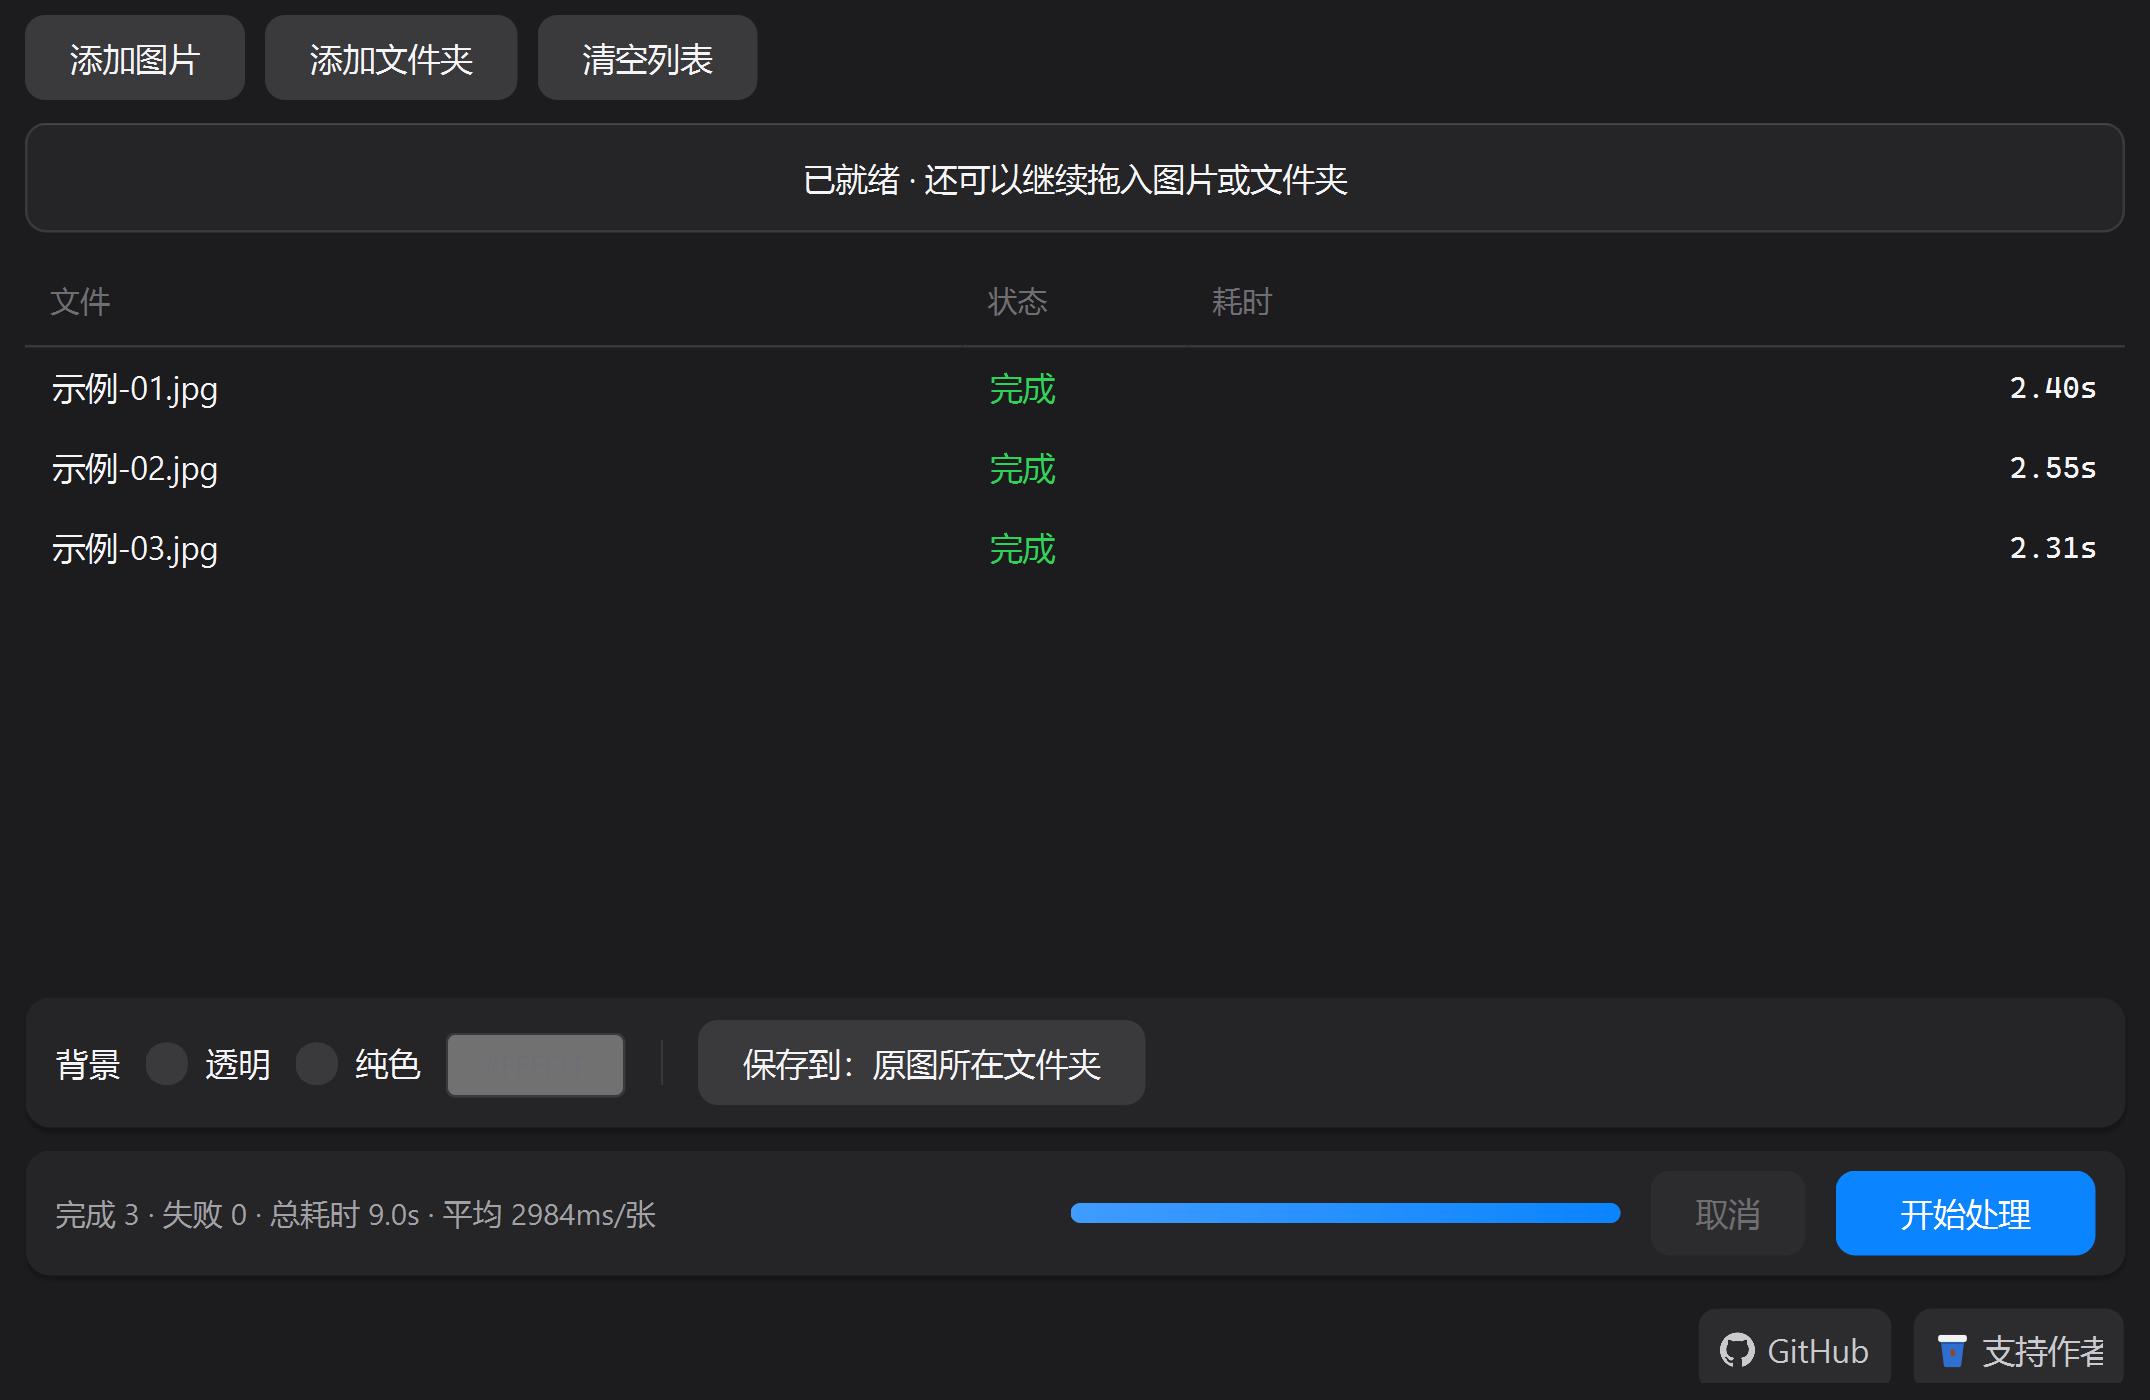 添加图片 添加文件夹 清空列表
已就绪 · 还可以继续拖入图片或文件夹
文件 状态 耗时
示例-01.jpg 完成 2.40s
示例-02.jpg 完成 2.55s
示例-03.jpg 完成 2.31s
背景 透明 纯色 保存到：原图所在文件夹
完成 3 · 失败 0 · 总耗时 9.0s · 平均 2984ms/张 取消 开始处理
GitHub 支持作者